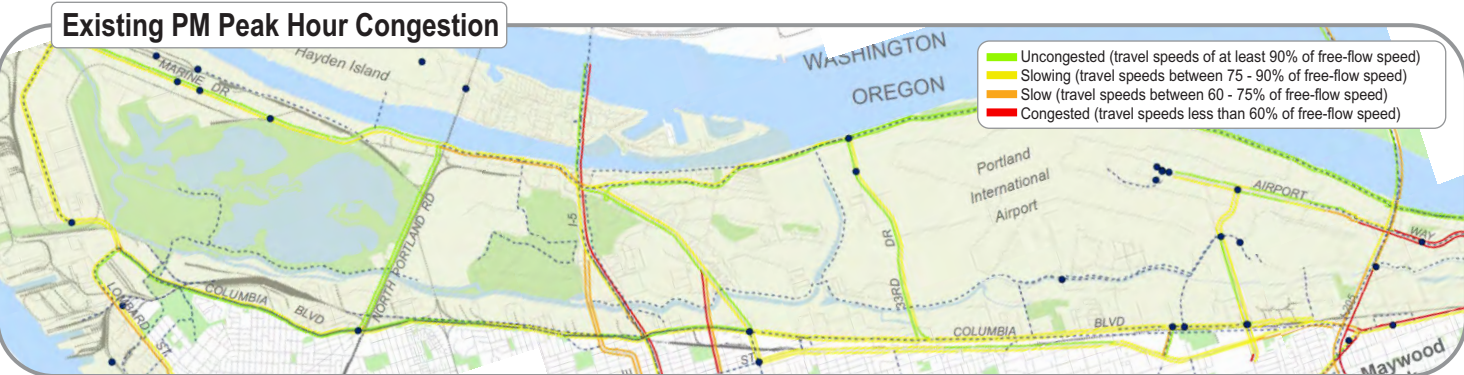 Existing PM Peak Hour Congestion
Uncongested (travel speeds of at least 90% of free-flow speed)
Slowing (travel speeds between 75 - 90% of free-flow speed)
Slow (travel speeds between 60 - 75% of free-flow speed)
Congested (travel speeds less than 60% of free-flow speed)
WASHINGTON
OREGON
Hayden Island
MARINE
DR
NORTH PORTLAND RD
I-5
Portland
International
Airport
AIRPORT
WAY
33RD
DR
COLUMBIA
BLVD
COLUMBIA
BLVD
LOMBARD
ST
ST
Maywood